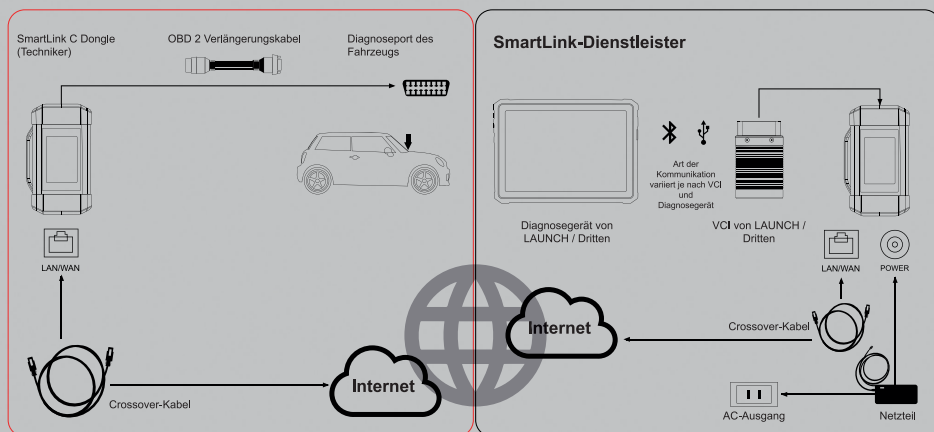 SmartLink C Dongle
(Techniker)
OBD 2 Verlängerungskabel
Diagnoseport des
Fahrzeugs
LAN/WAN
Crossover-Kabel
Internet
SmartLink-Dienstleister
Art der
Kommunikation
variiert je nach VCI
und
Diagnosegerät
Diagnosegerät von
LAUNCH / Dritten
VCI von LAUNCH /
Dritten
LAN/WAN
POWER
Internet
Crossover-Kabel
AC-Ausgang
Netzteil